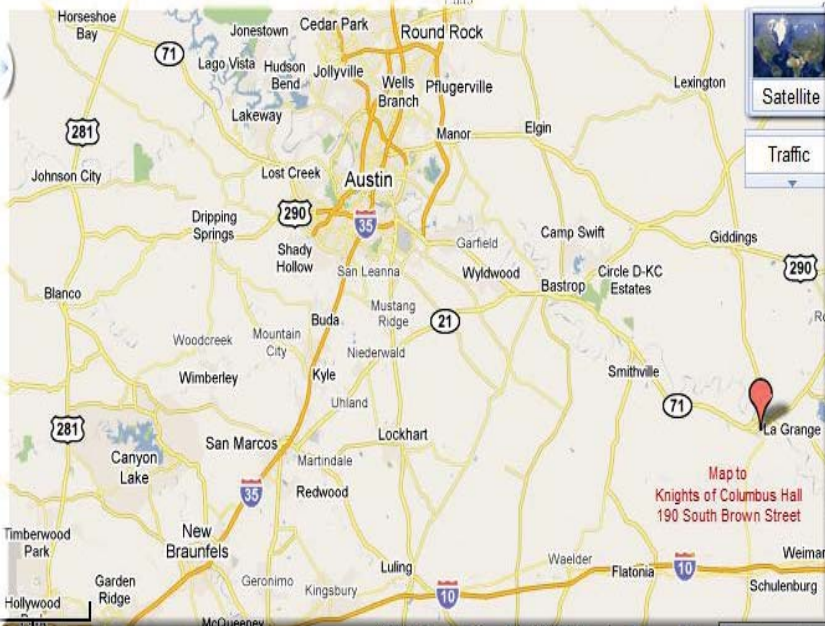 Horseshoe
Bay
Jonestown
Cedar Park
Round Rock
71
Lago Vista
Hudson
Bend
Jollyville
Wells
Branch
Pflugerville
Lexington
Satellite
Lakeway
281
Manor
Elgin
Traffic
Johnson City
Lost Creek
Austin
Dripping
Springs
290
35
Shady
Hollow
Garfield
Camp Swift
Giddings
San Leanna
Wyldwood
Circle D-KC
Estates
290
Bastrop
Blanco
Mustang
Ridge
Buda
21
Woodcreek
Mountain
City
Niederwald
Wimberley
Kyle
Smithville
Uhland
71
281
La Grange
San Marcos
Lockhart
Canyon
Lake
Martindale
Redwood
35
Map to
Knights of Columbus Hall
190 South Brown Street
Timberwood
Park
New
Braunfels
Luling
Waelder
Flatonia
10
Weimar
Garden
Ridge
Geronimo
Kingsbury
10
Schulenburg
Hollywood
McQueeney